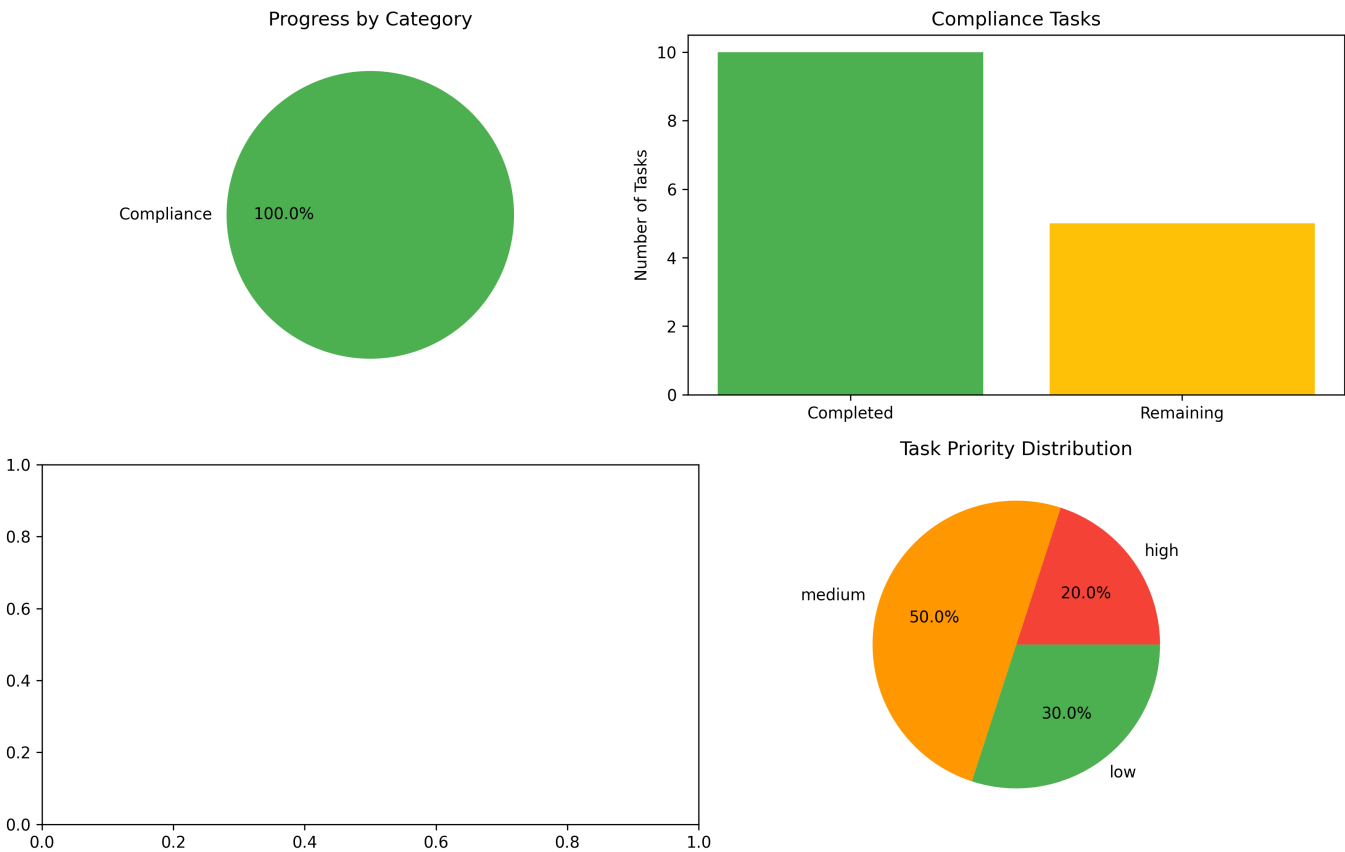 Progress by Category
Compliance
100.0%
Compliance Tasks
Number of Tasks
10
8
6
4
2
0
Completed
Remaining
1.0
0.8
0.6
0.4
0.2
0.0
0.0
0.2
0.4
0.6
0.8
1.0
Task Priority Distribution
high
20.0%
medium
50.0%
30.0%
low